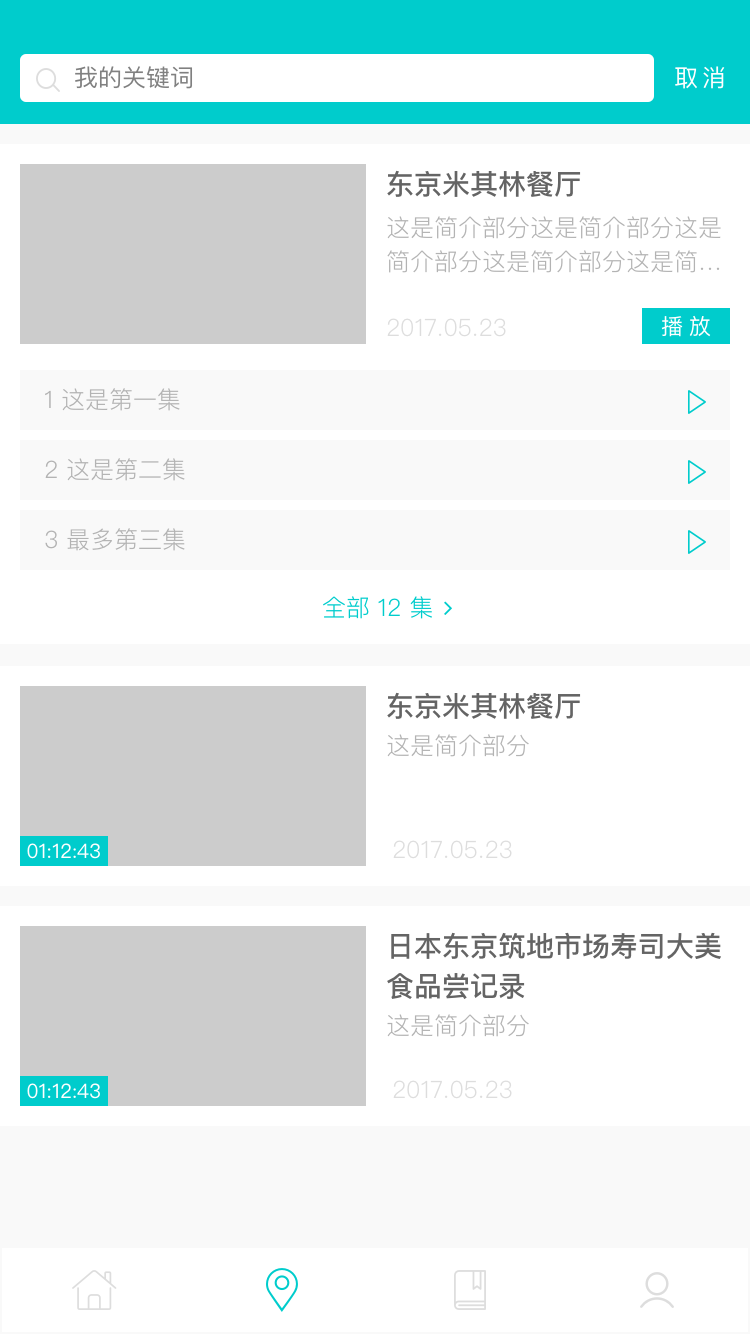 我的关键词
取消
东京米其林餐厅
这是简介部分这是简介部分这是
简介部分这是简介部分这是简...
2017.05.23
播放
1 这是第一集
2 这是第二集
3 最多第三集
全部 12 集
东京米其林餐厅
这是简介部分
01:12:43
2017.05.23
日本东京筑地市场寿司大美
食品尝记录
这是简介部分
01:12:43
2017.05.23